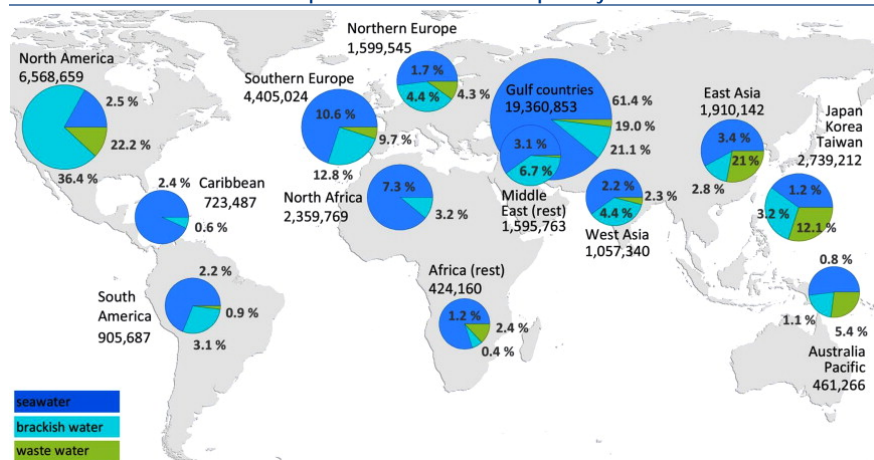 Northern Europe
1,599,545
1.7 %
4.4 %
4.3 %
North America
6,568,659
2.5 %
22.2 %
36.4 %
Southern Europe
4,405,024
10.6 %
9.7 %
12.8 %
Gulf countries
19,360,853
61.4 %
19.0 %
21.1 %
3.1 %
6.7 %
Middle
East (rest)
1,595,763
East Asia
1,910,142
3.4 %
21 %
2.8 %
Japan
Korea
Taiwan
2,739,212
1.2 %
3.2 %
12.1 %
2.4 %
Caribbean
723,487
0.6 %
North Africa
2,359,769
7.3 %
3.2 %
2.2 %
2.3 %
4.4 %
West Asia
1,057,340
2.2 %
South
America
905,687
0.9 %
3.1 %
Africa (rest)
424,160
1.2 %
2.4 %
0.4 %
0.8 %
1.1 %
5.4 %
Australia
Pacific
461,266
seawater
brackish water
waste water